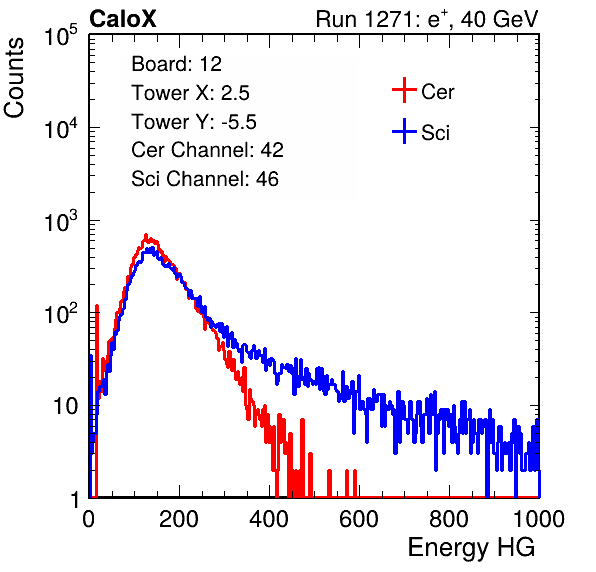 CaloX Run 1271: e⁺, 40 GeV
Counts
10⁵
10⁴
10³
10²
10
1
Board: 12
Tower X: 2.5
Tower Y: -5.5
Cer Channel: 42
Sci Channel: 46
Cer
Sci
0 200 400 600 800 1000
Energy HG